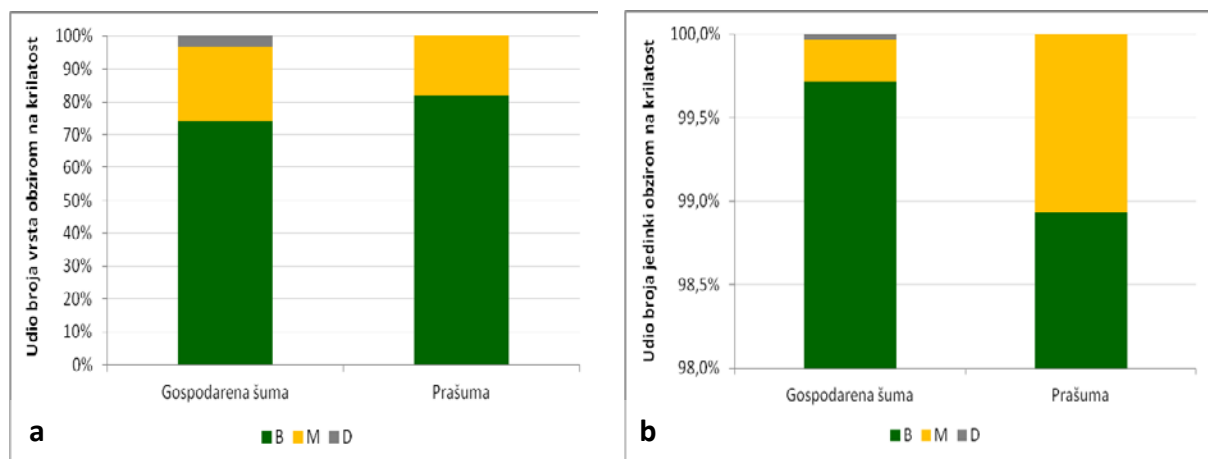 Udio broja vrsta obzirom na krilatost
100%
90%
80%
70%
60%
50%
40%
30%
20%
10%
0%
Gospodarena šuma
Prašuma
B M D
a
Udio broja jedinki obzirom na krilatost
100,0%
99,5%
99,0%
98,5%
98,0%
Gospodarena šuma
Prašuma
B M D
b